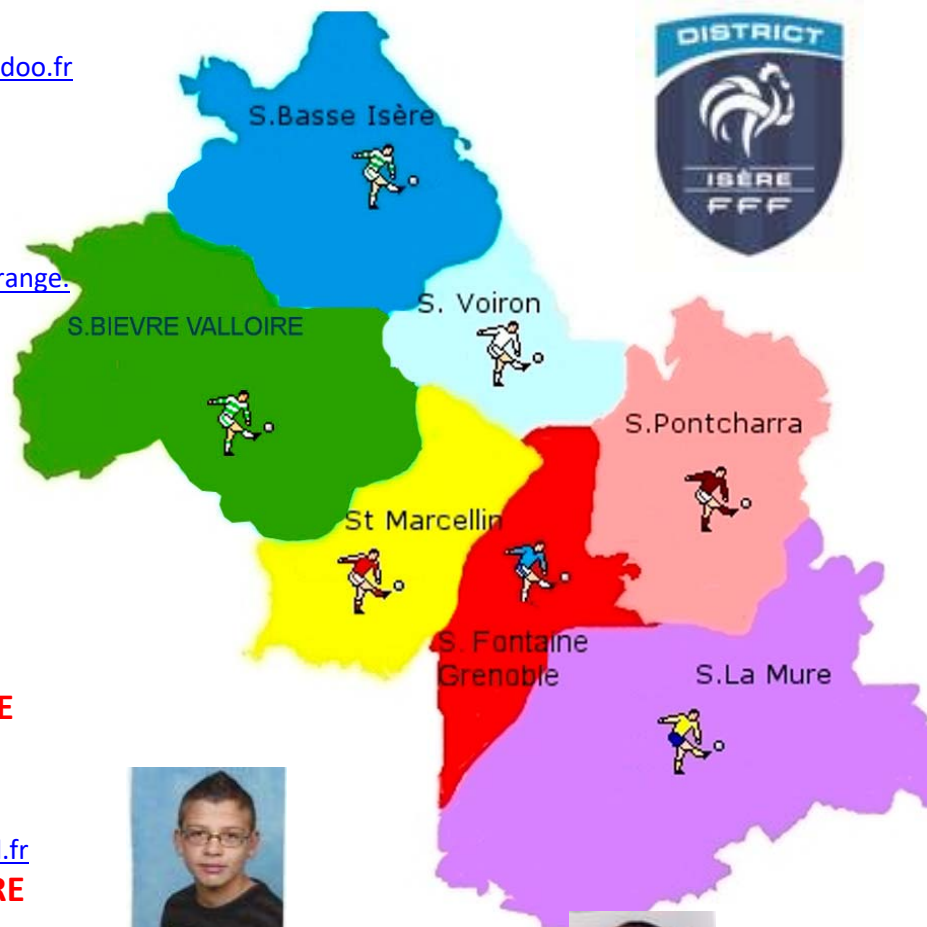 DISTRICT
doo.fr
S.Basse Isère
ISÈRE
FFF
range.
S. Voiron
S.BIEVRE VALLOIRE
S.Pontcharra
St Marcellin
S. Fontaine
Grenoble
S.La Mure
E
l.fr
RE